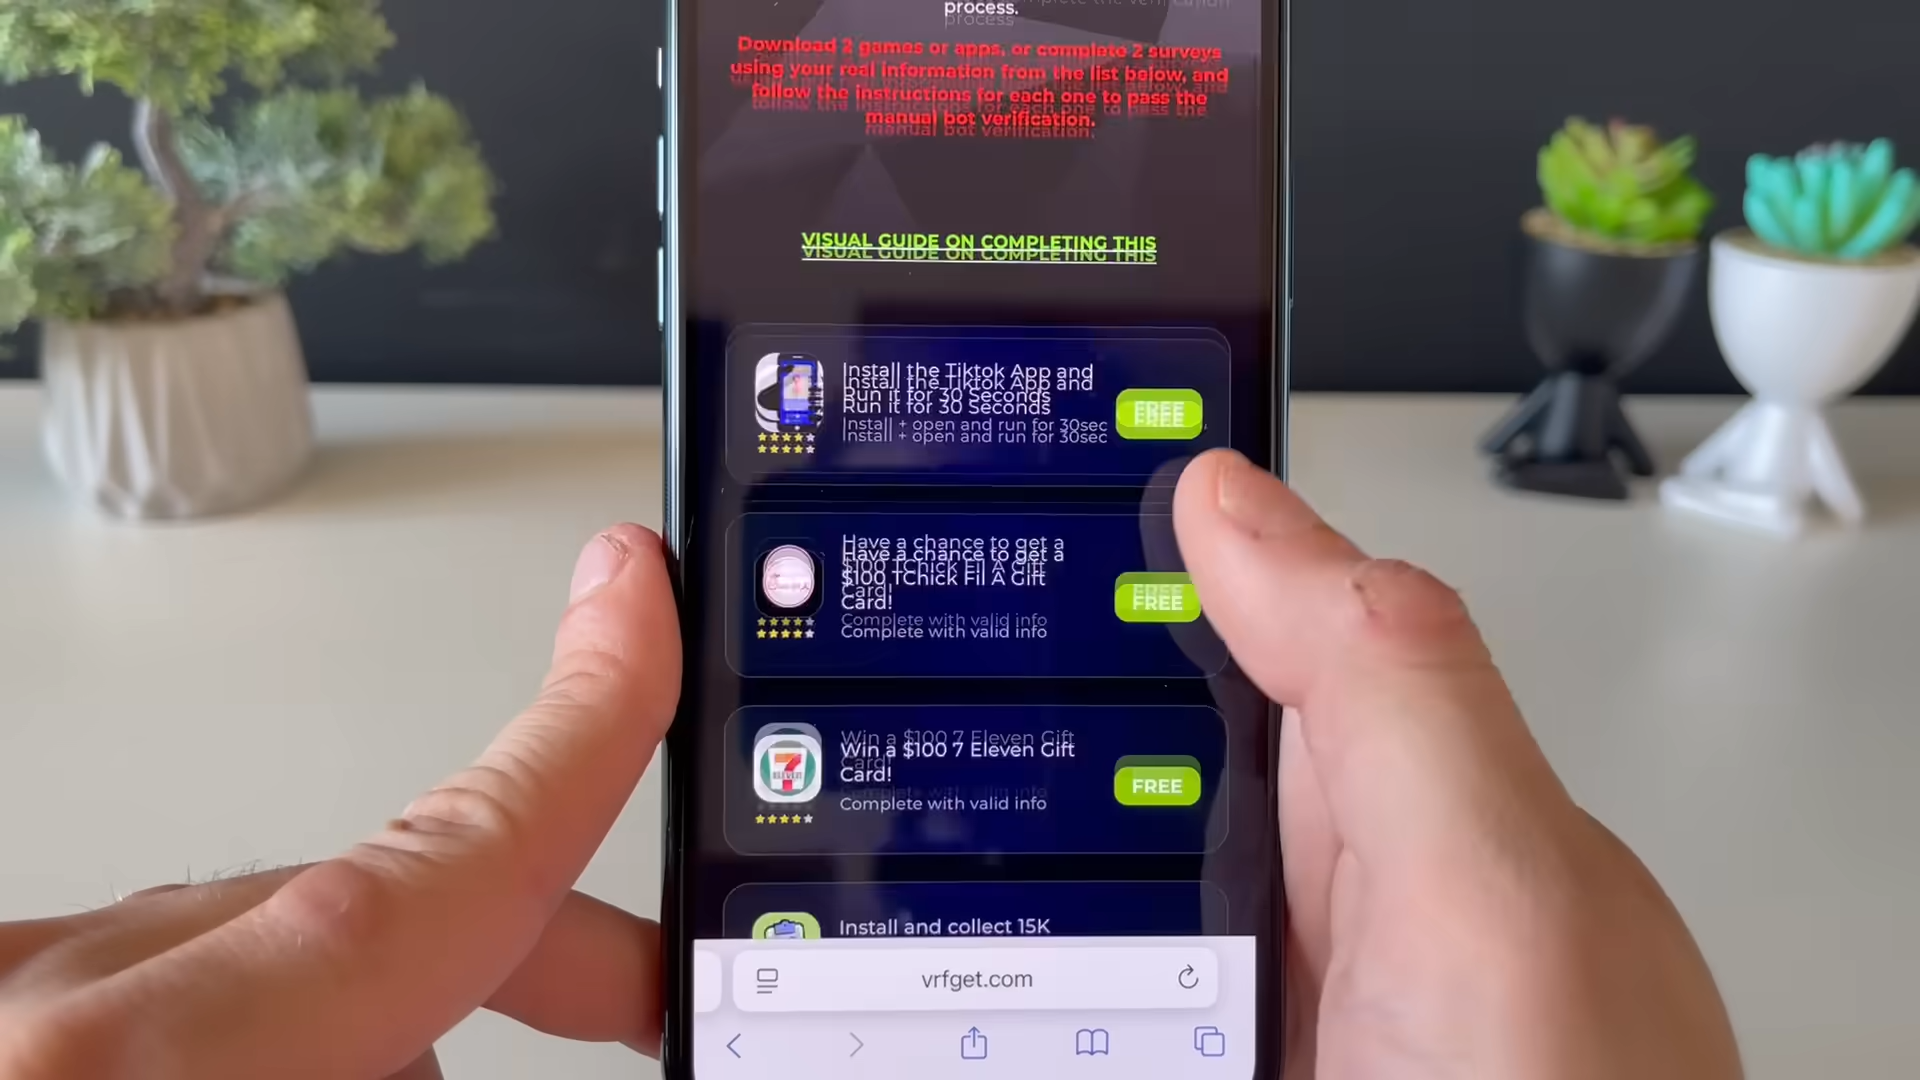 process.
Download 2 games or apps, or complete 2 surveys
using your real information from the list below, and
follow the instructions for each one to pass the
manual bot verification.
VISUAL GUIDE ON COMPLETING THIS
Install the Tiktok App and
Run it for 30 Seconds
Install + open and run for 30sec
FREE
Have a chance to get a
$100 TChick Fil A Gift
Card!
Complete with valid info
FREE
7
ELEVEN
Win a $100 7 Eleven Gift
Card!
Complete with valid info
FREE
Install and collect 15K
vrfget.com